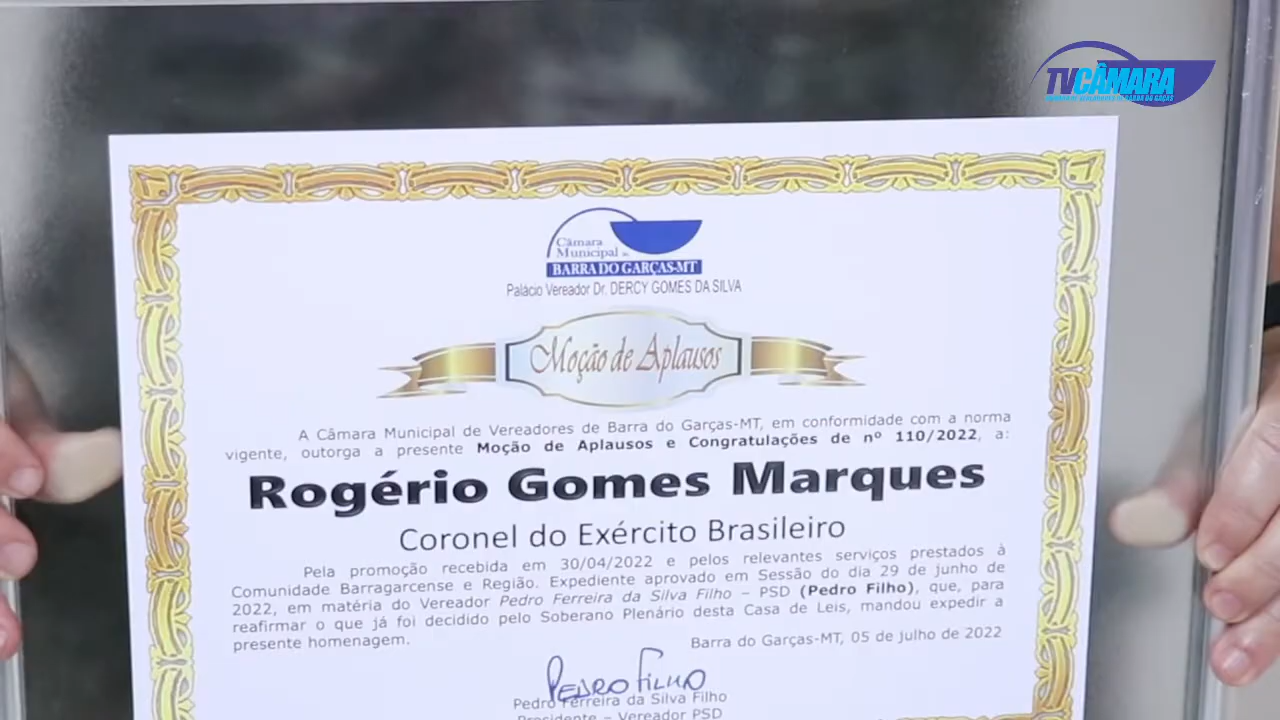 TVCÂMARA
Câmara
Municipal de
BARRA DO GARÇAS-MT
Palácio Vereador Dr. DERCY GOMES DA SILVA
Moção de Aplausos
A Câmara Municipal de Vereadores de Barra do Garças-MT, em conformidade com a norma
vigente, outorga a presente Moção de Aplausos e Congratulações de nº 110/2022, a:
Rogério Gomes Marques
Coronel do Exército Brasileiro
Pela promoção recebida em 30/04/2022 e pelos relevantes serviços prestados à
Comunidade Barragarcense e Região. Expediente aprovado em Sessão do dia 29 de junho de
2022, em matéria do Vereador Pedro Ferreira da Silva Filho – PSD (Pedro Filho), que, para
reafirmar o que já foi decidido pelo Soberano Plenário desta Casa de Leis, mandou expedir a
presente homenagem.
Barra do Garças-MT, 05 de julho de 2022
PEDRO FILHO
Pedro Ferreira da Silva Filho
Presidente – Vereador PSD